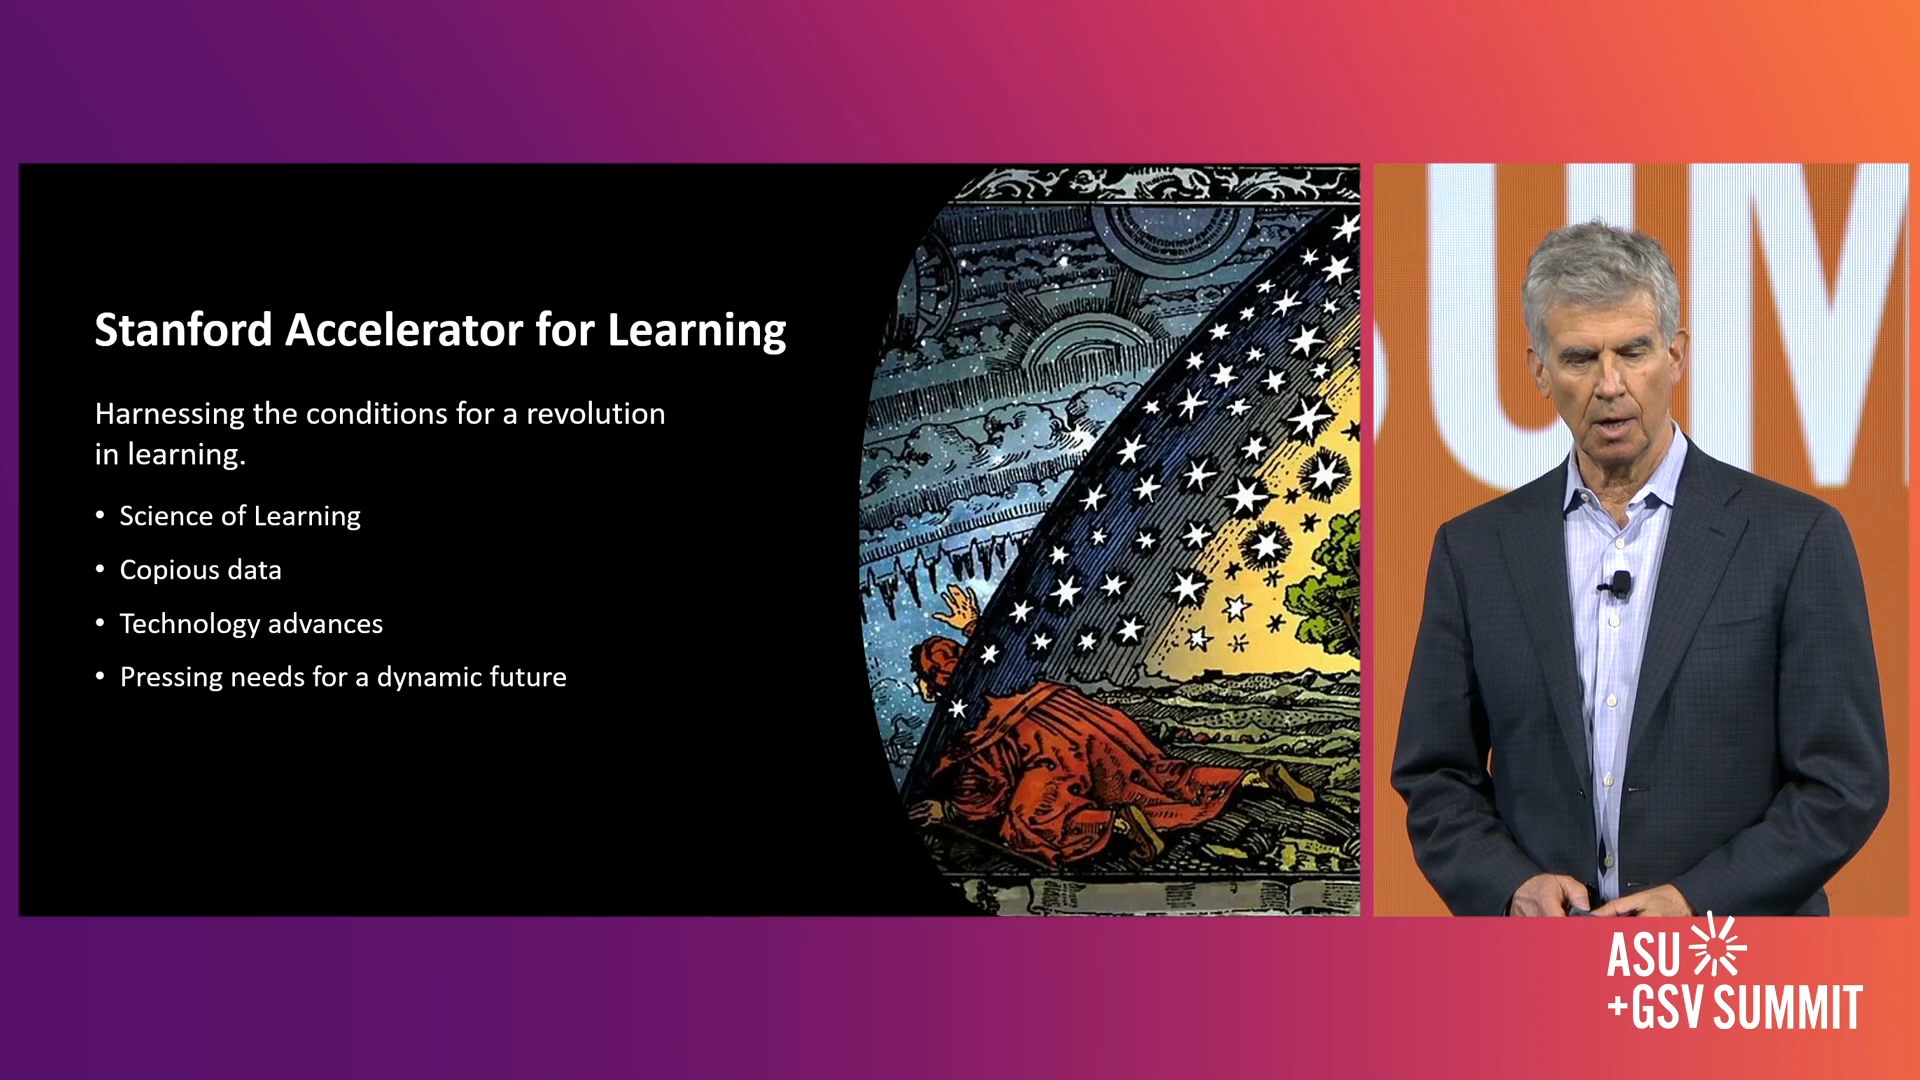 Stanford Accelerator for Learning
Harnessing the conditions for a revolution
in learning.
• Science of Learning
• Copious data
• Technology advances
• Pressing needs for a dynamic future
UM
ASU
+GSV SUMMIT